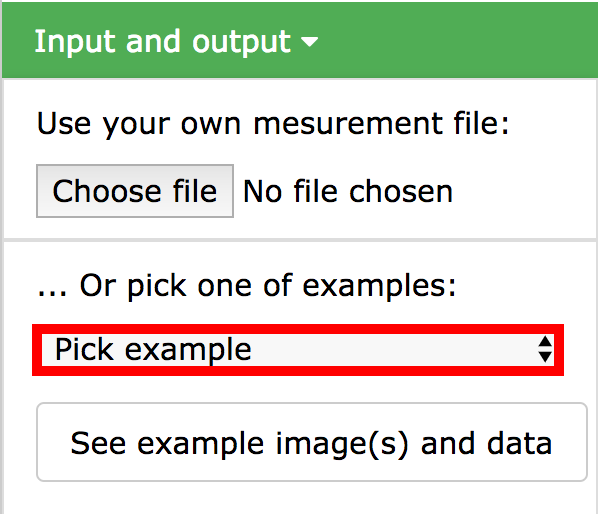 Input and output
Use your own mesurement file:
Choose file No file chosen
... Or pick one of examples:
Pick example
See example image(s) and data